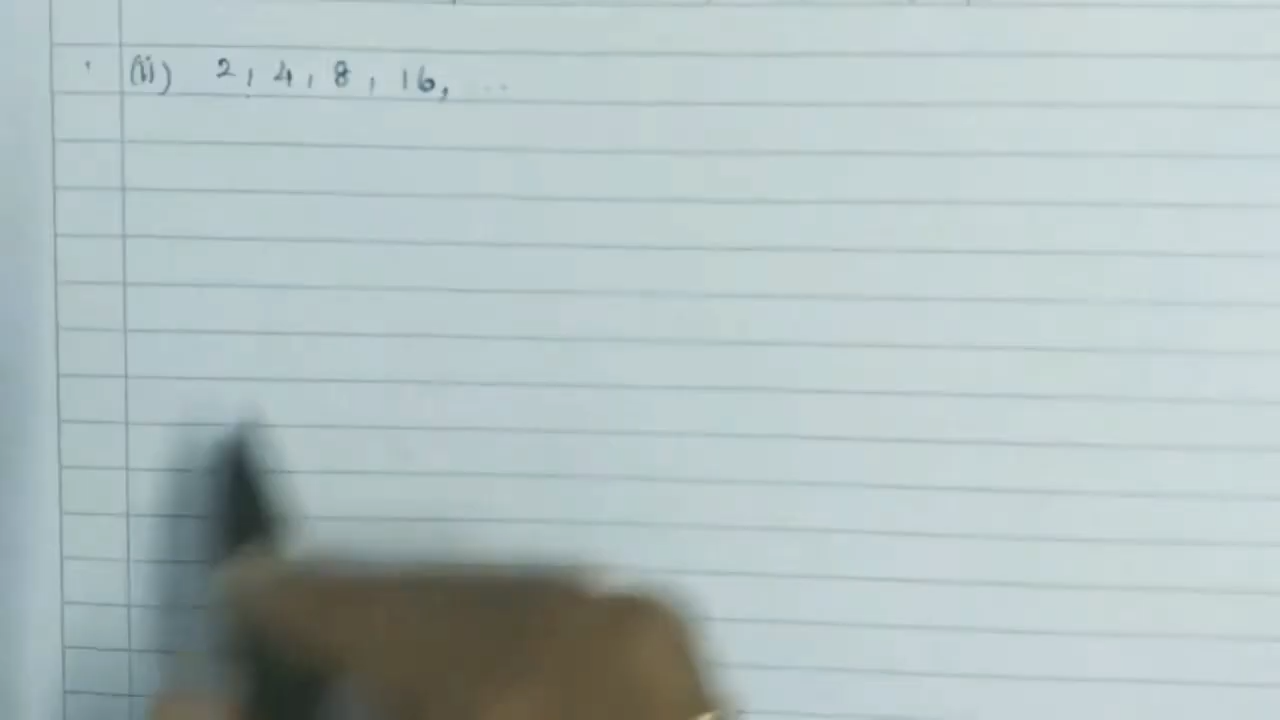 (ii) 2, 4, 8, 16, ...